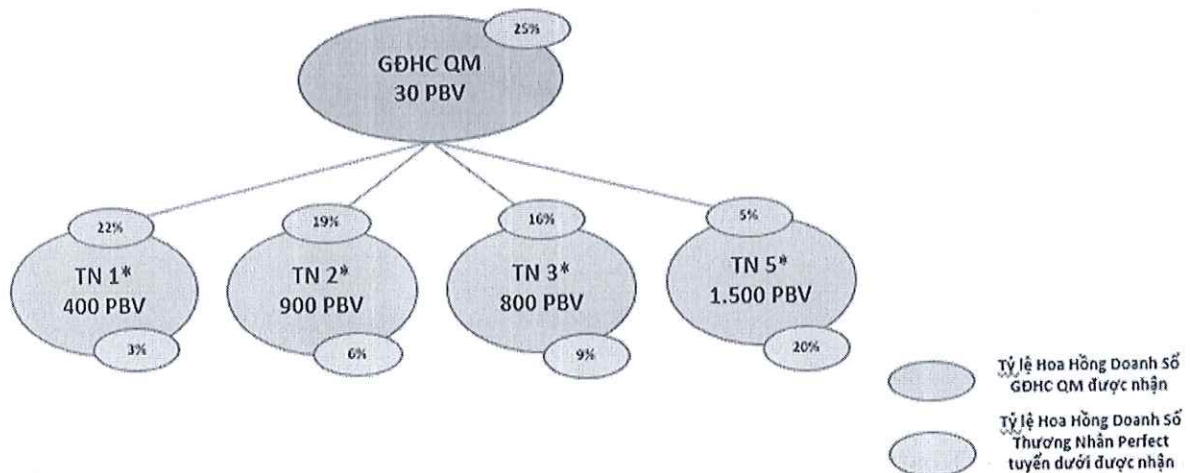 25%
GĐHC QM
30 PBV
22%
TN 1*
400 PBV
3%
19%
TN 2*
900 PBV
6%
16%
TN 3*
800 PBV
9%
5%
TN 5*
1.500 PBV
20%
Tỷ lệ Hoa Hồng Doanh Số
GĐHC QM được nhận
Tỷ lệ Hoa Hồng Doanh Số
Thương Nhân Perfect
tuyến dưới được nhận